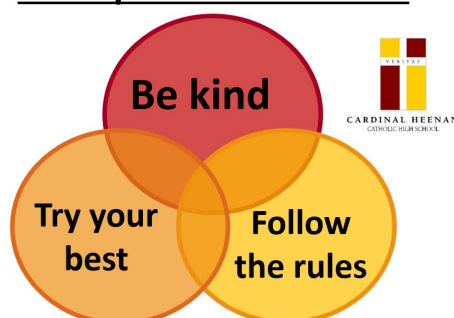 Be kind
VERITAS
CARDINAL HEENAN
CATHOLIC HIGH SCHOOL
Try your
best
Follow
the rules